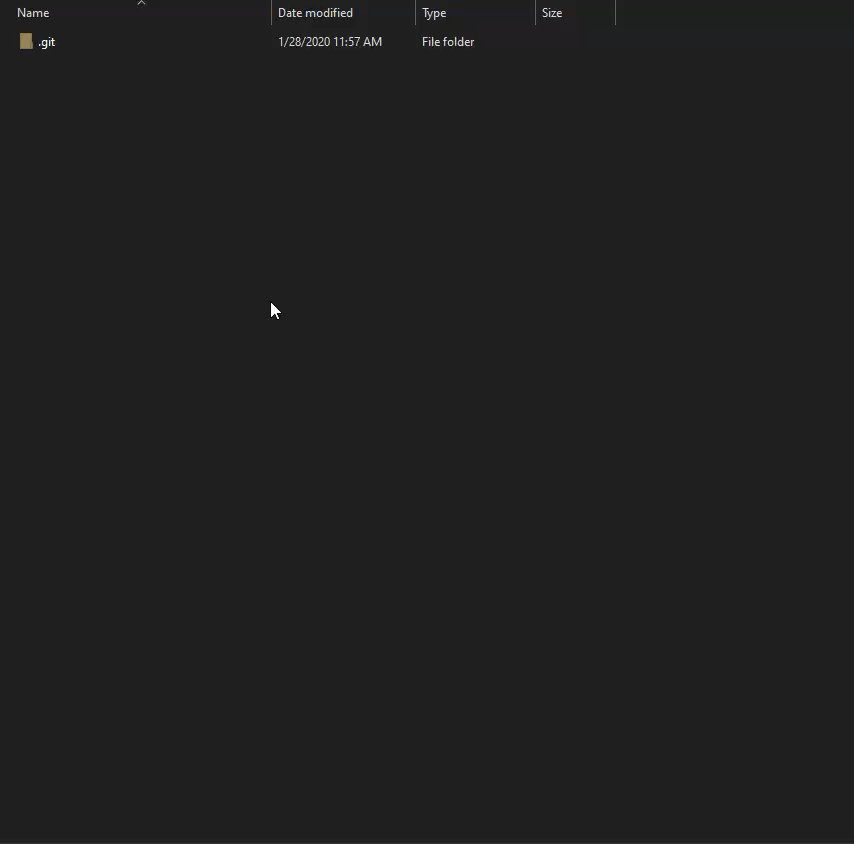 Name Date modified Type Size
.git 1/28/2020 11:57 AM File folder